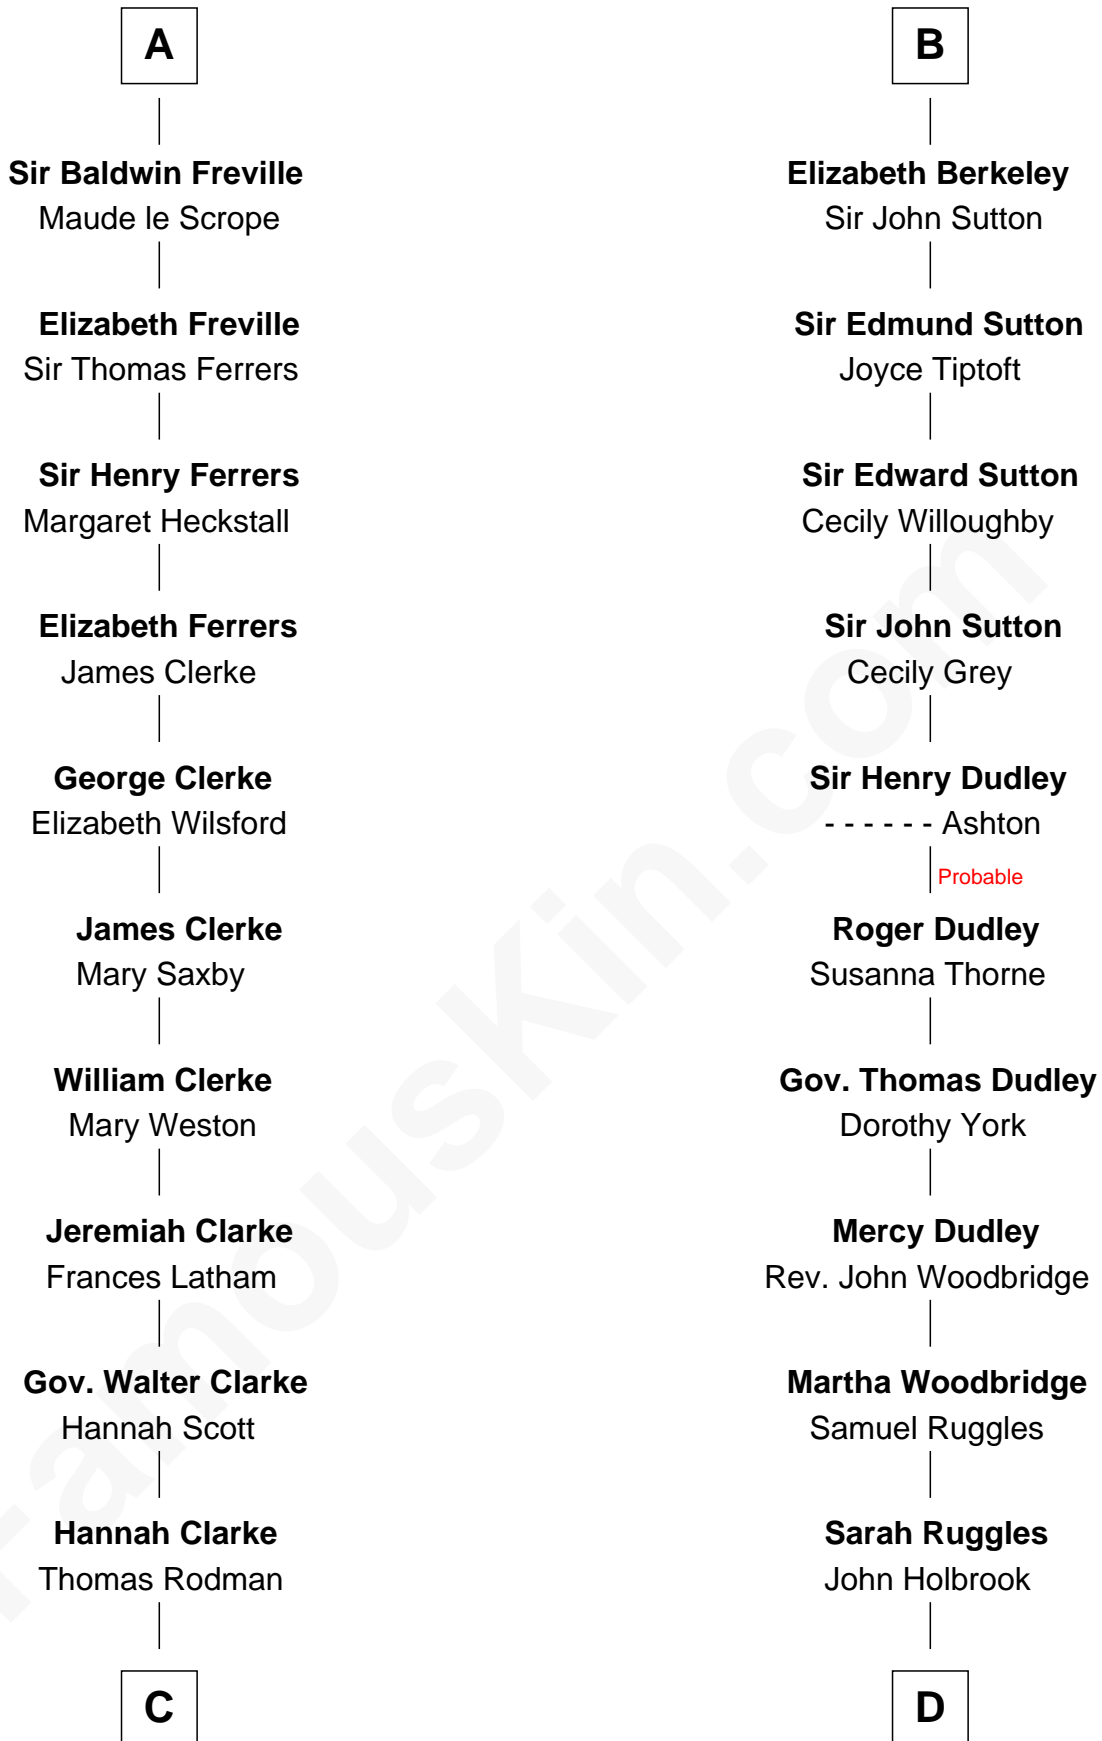 A
Sir Baldwin Freville
Maude le Scrope
Elizabeth Freville
Sir Thomas Ferrers
Sir Henry Ferrers
Margaret Heckstall
Elizabeth Ferrers
James Clerke
George Clerke
Elizabeth Wilsford
James Clerke
Mary Saxby
William Clerke
Mary Weston
Jeremiah Clarke
Frances Latham
Gov. Walter Clarke
Hannah Scott
Hannah Clarke
Thomas Rodman
C
B
Elizabeth Berkeley
Sir John Sutton
Sir Edmund Sutton
Joyce Tiptoft
Sir Edward Sutton
Cecily Willoughby
Sir John Sutton
Cecily Grey
Sir Henry Dudley
- - - - - - Ashton
Probable
Roger Dudley
Susanna Thorne
Gov. Thomas Dudley
Dorothy York
Mercy Dudley
Rev. John Woodbridge
Martha Woodbridge
Samuel Ruggles
Sarah Ruggles
John Holbrook
D
FamousKin.com